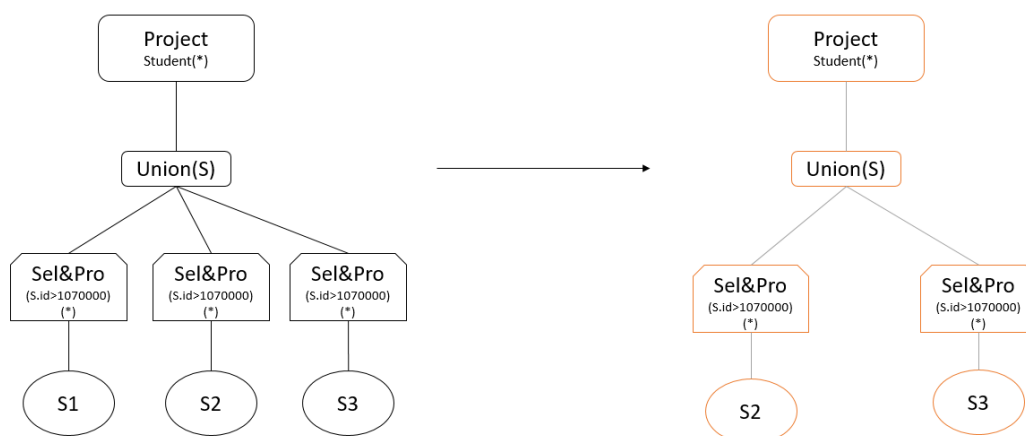 Project
Student(*)
Union(S)
Sel&Pro
(S.id>1070000)
(*)
Sel&Pro
(S.id>1070000)
(*)
Sel&Pro
(S.id>1070000)
(*)
S1
S2
S3
Project
Student(*)
Union(S)
Sel&Pro
(S.id>1070000)
(*)
Sel&Pro
(S.id>1070000)
(*)
S2
S3